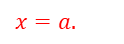 x = a.